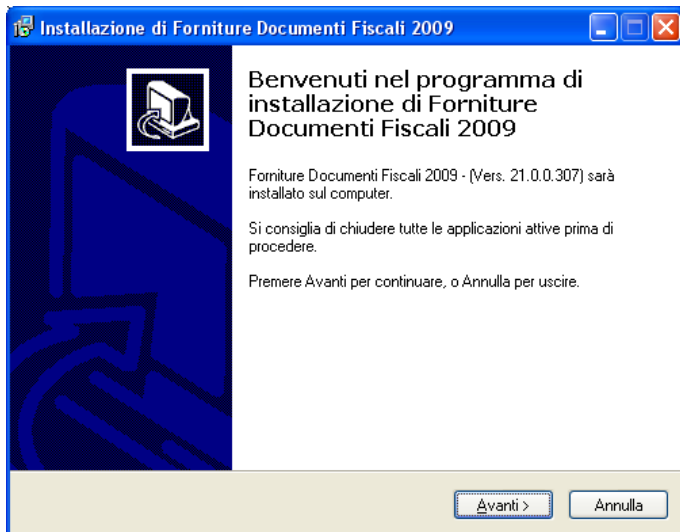 Installazione di Forniture Documenti Fiscali 2009
Benvenuti nel programma di
installazione di Forniture
Documenti Fiscali 2009
Forniture Documenti Fiscali 2009 - (Vers. 21.0.0.307) sarà
installato sul computer.
Si consiglia di chiudere tutte le applicazioni attive prima di
procedere.
Premere Avanti per continuare, o Annulla per uscire.
Avanti >
Annulla